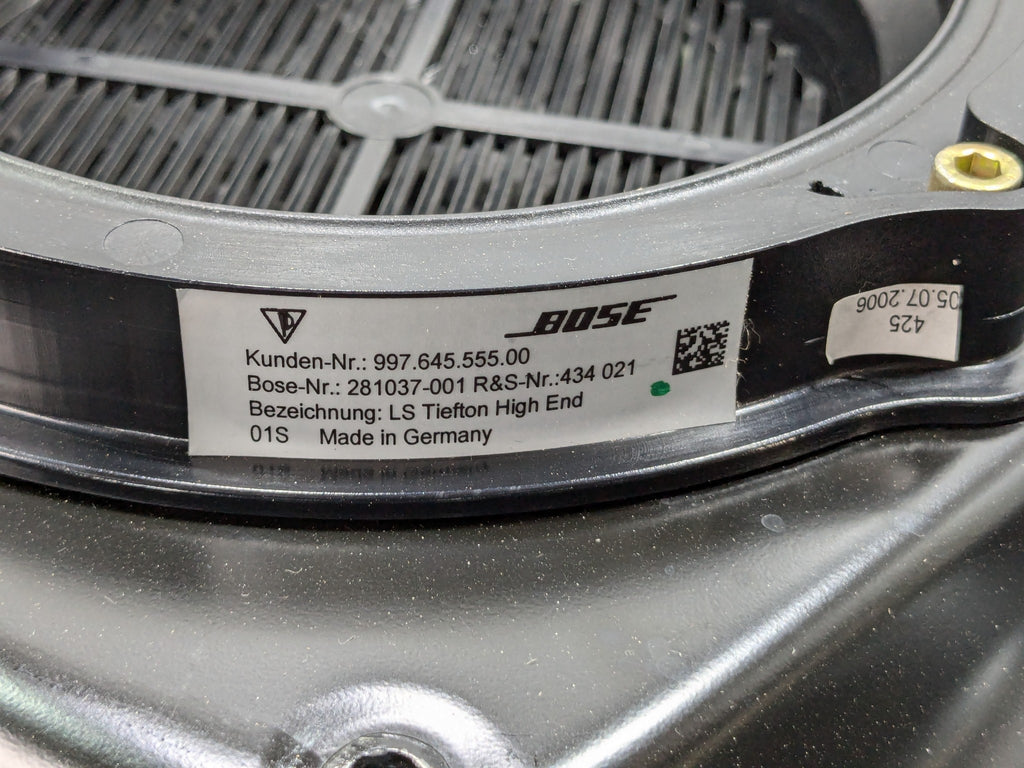 BOSE
Kunden-Nr.: 997.645.555.00
Bose-Nr.: 281037-001 R&S-Nr.:434 021
Bezeichnung: LS Tiefton High End
01S Made in Germany
425
05.07.2006